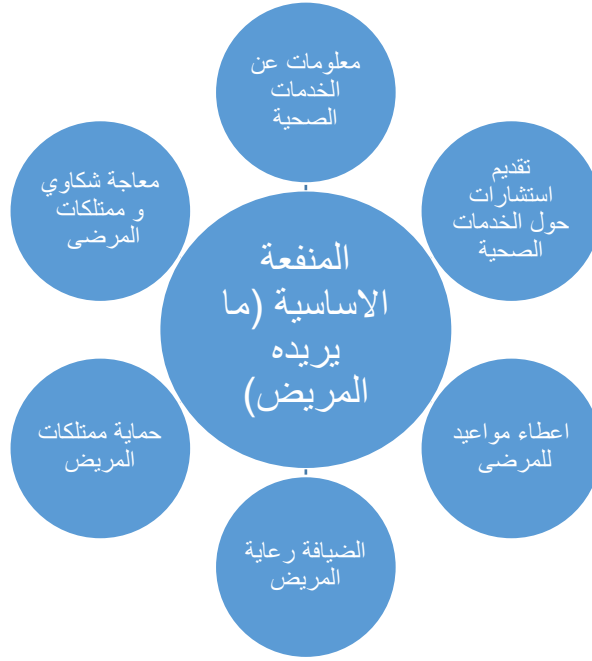 معلومات عن
الخدمات
الصحية
تقديم
استشارات
حول الخدمات
الصحية
معاجة شكاوي
و ممتلكات
المرضى
المنفعة
الاساسية (ما
يريده
المريض)
اعطاء مواعيد
للمرضى
حماية ممتلكات
المريض
الضيافة رعاية
المريض